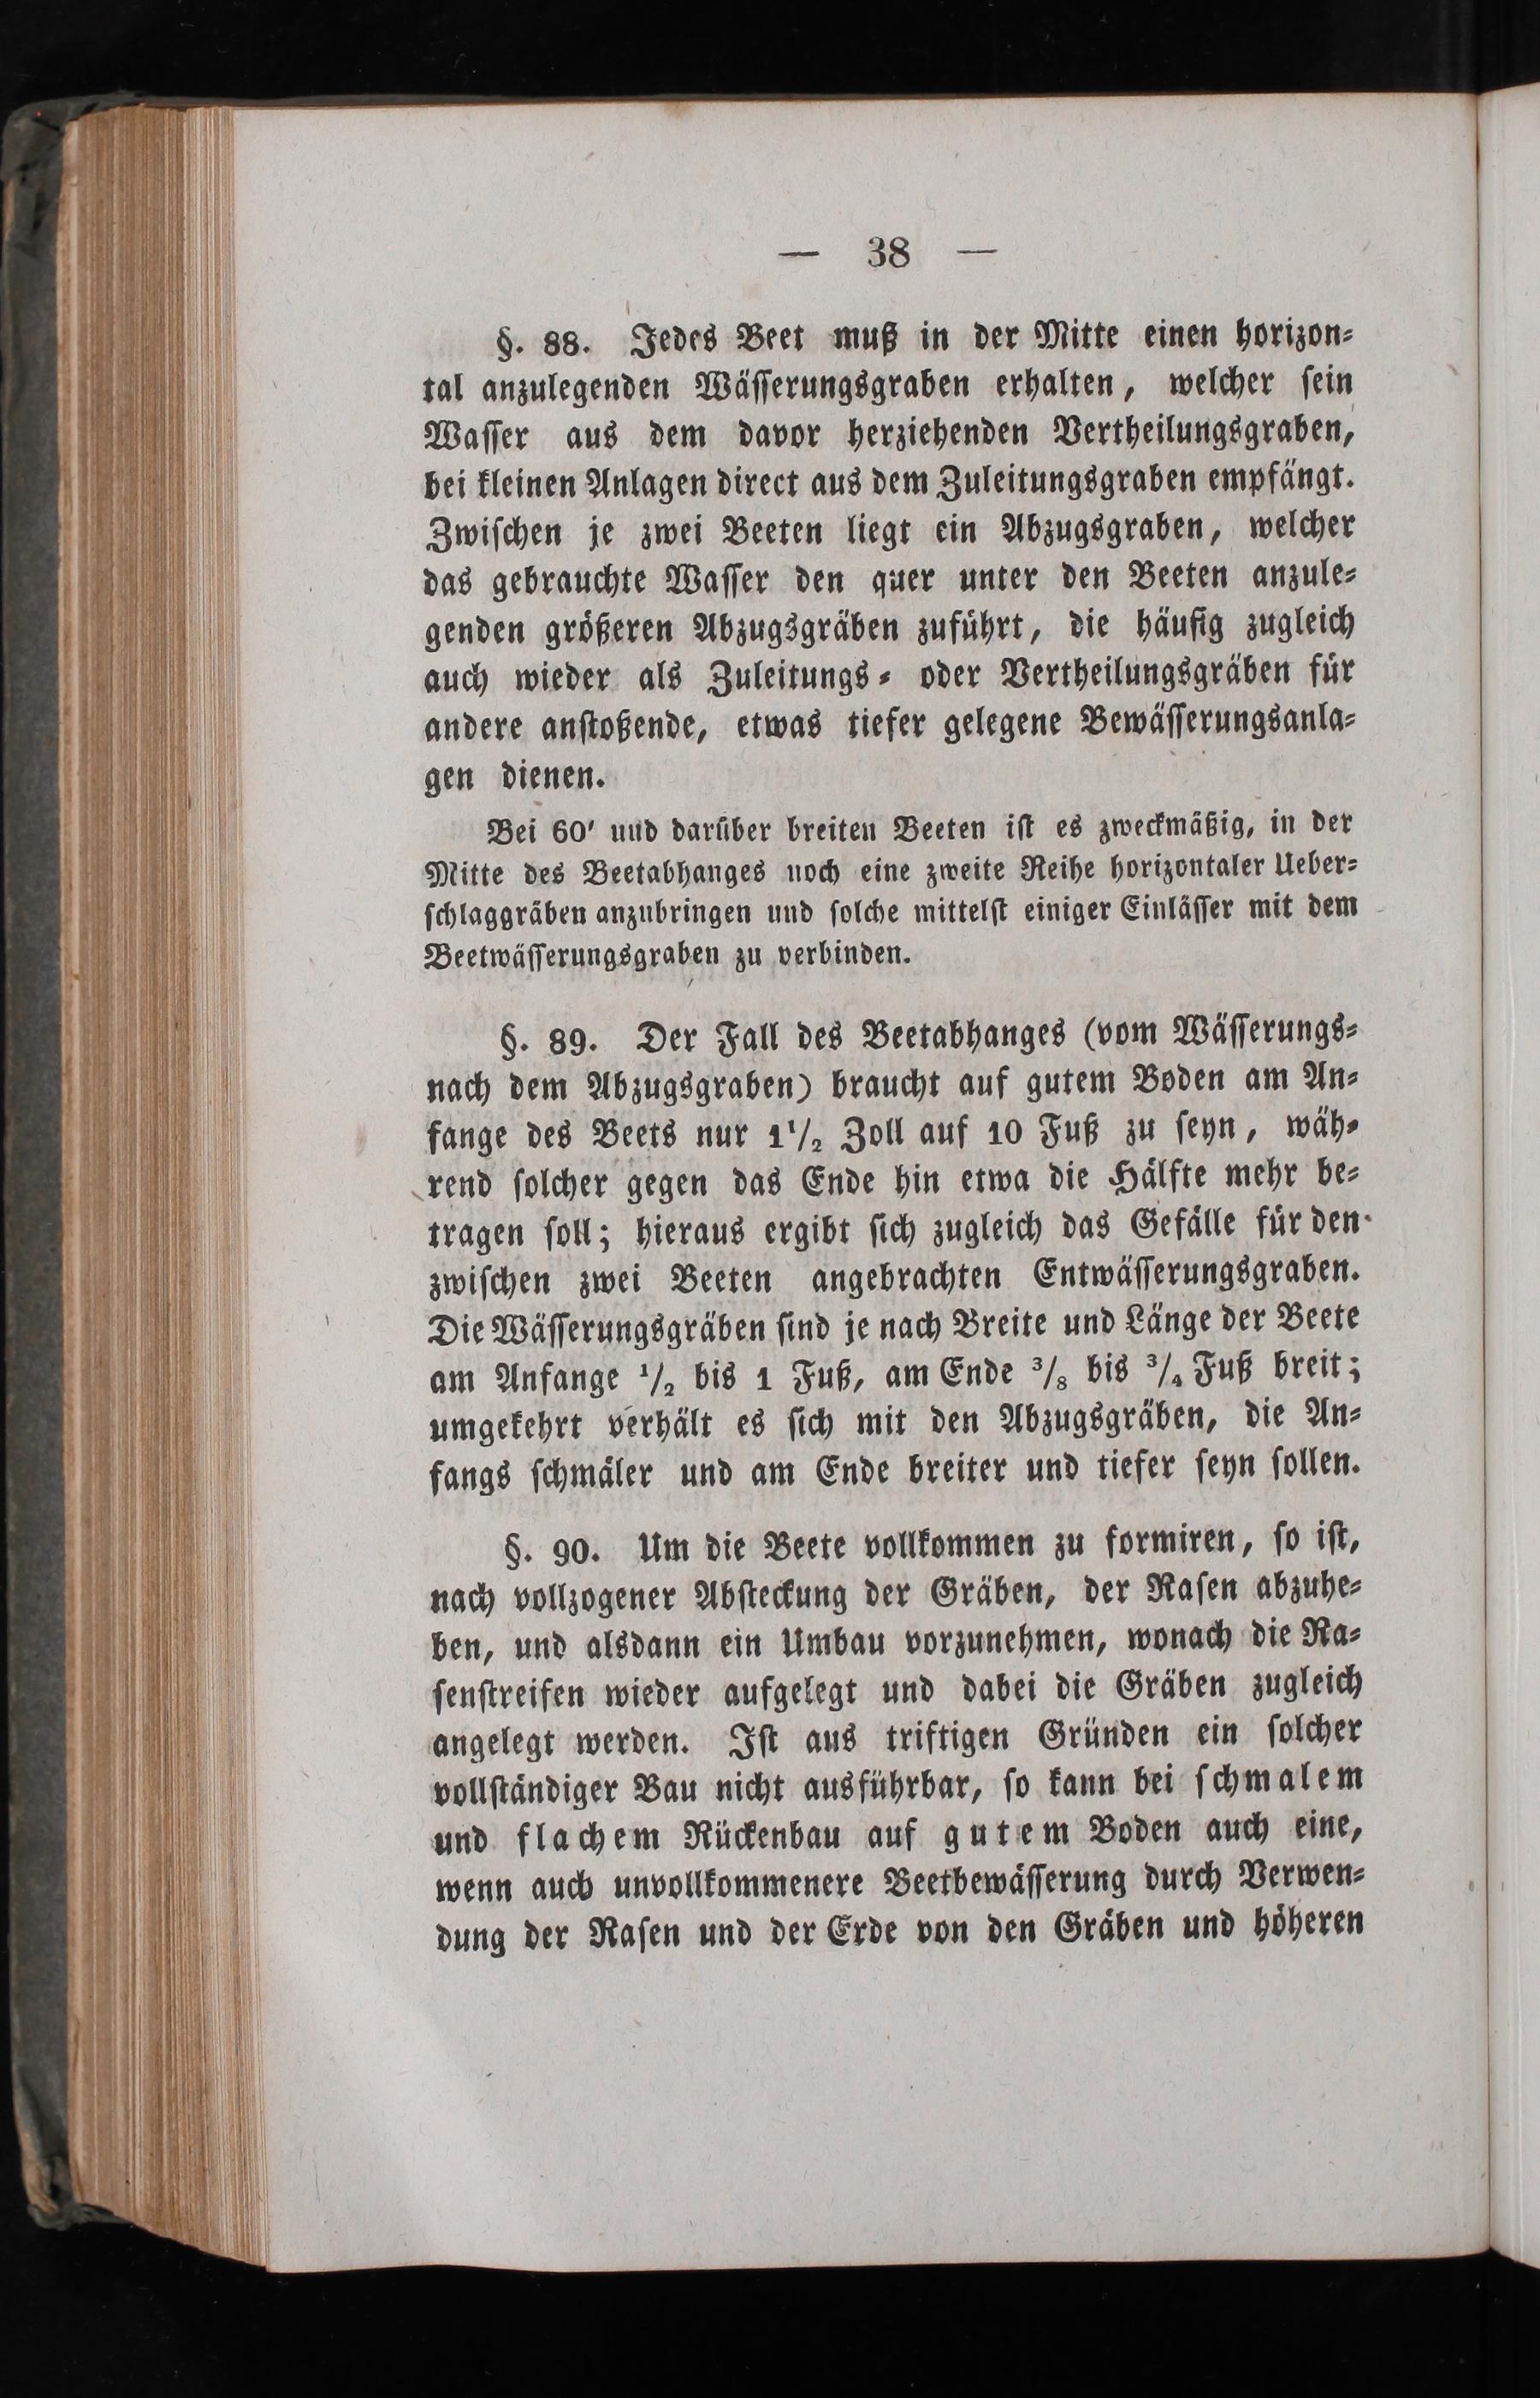 — 38 —
§. 88. Jedes Beet muß in der Mitte einen horizon-
tal anzulegenden Wässerungsgraben erhalten, welcher sein
Wasser aus dem davor herziehenden Vertheilungsgraben,
bei kleinen Anlagen direct aus dem Zuleitungsgraben empfängt.
Zwischen je zwei Beeten liegt ein Abzugsgraben, welcher
das gebrauchte Wasser den quer unter den Beeten anzule-
genden größeren Abzugsgräben zuführt, die häufig zugleich
auch wieder als Zuleitungs- oder Vertheilungsgräben für
andere anstoßende, etwas tiefer gelegene Bewässerungsanla-
gen dienen.
Bei 60' und darüber breiten Beeten ist es zweckmäßig, in der
Mitte des Beetabhanges noch eine zweite Reihe horizontaler Ueber-
schlaggräben anzubringen und solche mittelst einiger Einlässer mit dem
Beetwässerungsgraben zu verbinden.
§. 89. Der Fall des Beetabhanges (vom Wässerungs-
nach dem Abzugsgraben) braucht auf gutem Boden am An-
fange des Beets nur 1 1/2 Zoll auf 10 Fuß zu seyn, wäh-
rend solcher gegen das Ende hin etwa die Hälfte mehr be-
tragen soll; hieraus ergibt sich zugleich das Gefälle für den
zwischen zwei Beeten angebrachten Entwässerungsgraben.
Die Wässerungsgräben sind je nach Breite und Länge der Beete
am Anfange 1/2 bis 1 Fuß, am Ende 3/8 bis 3/4 Fuß breit;
umgekehrt verhält es sich mit den Abzugsgräben, die An-
fangs schmäler und am Ende breiter und tiefer seyn sollen.
§. 90. Um die Beete vollkommen zu formiren, so ist,
nach vollzogener Absteckung der Gräben, der Rasen abzuhe-
ben, und alsdann ein Umbau vorzunehmen, wonach die Ra-
senstreifen wieder aufgelegt und dabei die Gräben zugleich
angelegt werden. Ist aus triftigen Gründen ein solcher
vollständiger Bau nicht ausführbar, so kann bei schmalem
und flachem Rückenbau auf gutem Boden auch eine,
wenn auch unvollkommenere Beetbewässerung durch Verwen-
dung der Rasen und der Erde von den Gräben und höheren